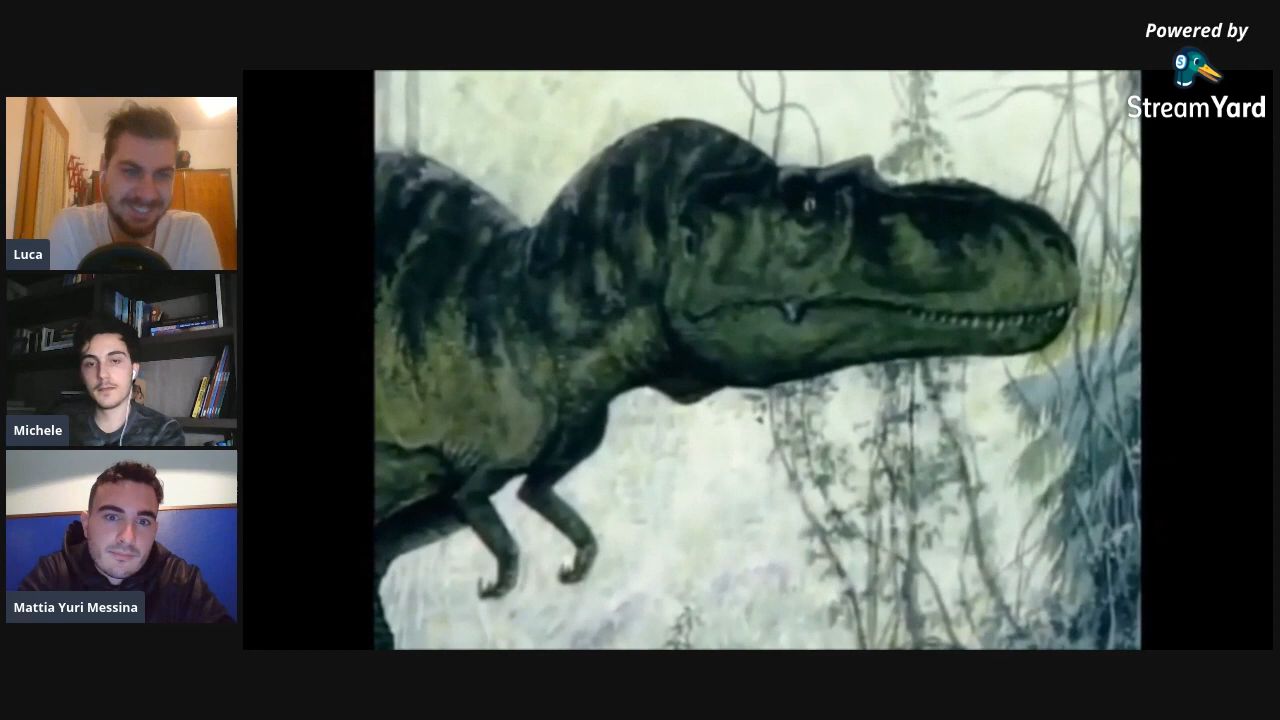 Powered by
StreamYard
Luca
Michele
Mattia Yuri Messina